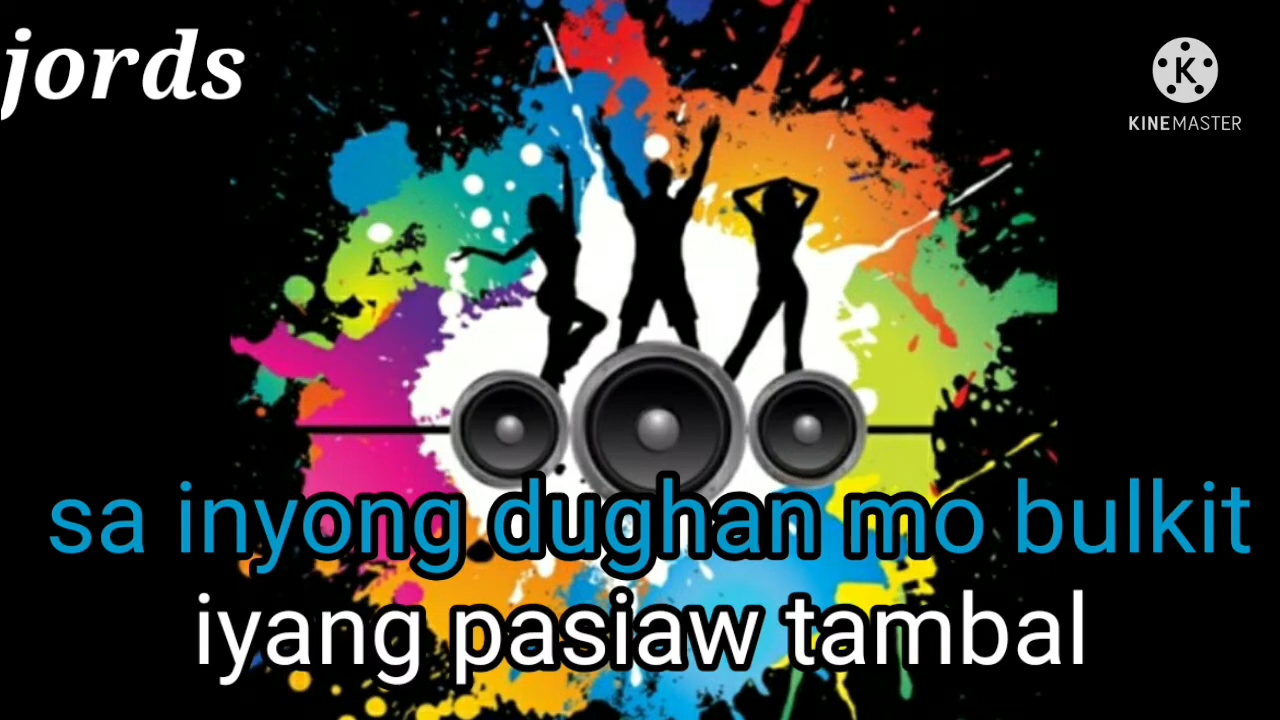 jords
K
KINEMASTER
sa inyong dughan mo bulkit
iyang pasiaw tambal